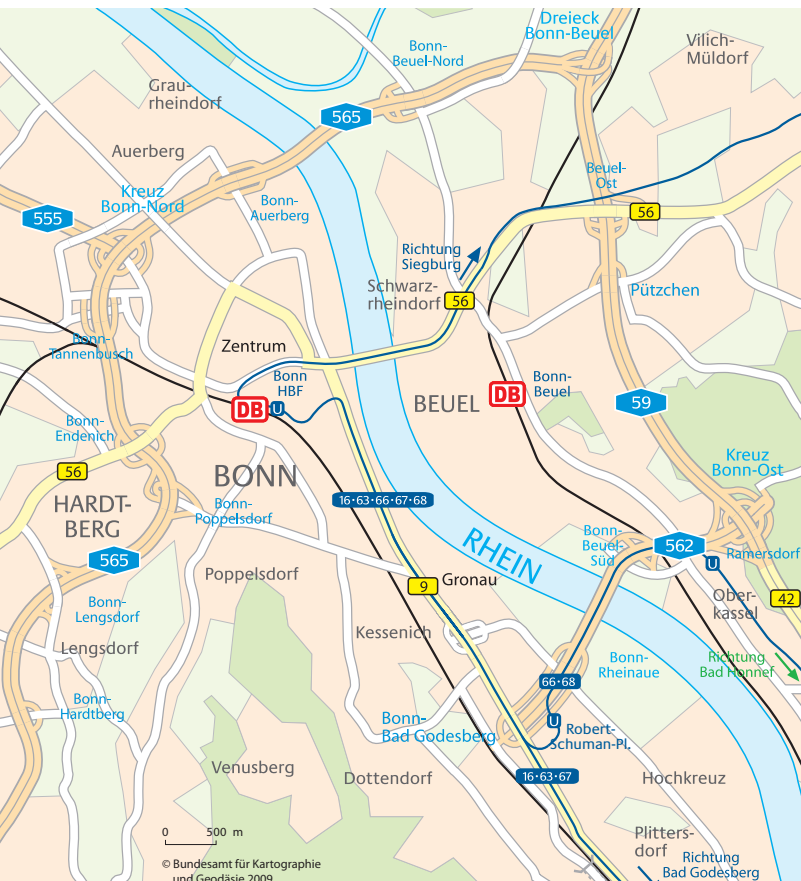 Dreieck
Bonn-Beuel
Vilich-
Müldorf
Bonn-
Beuel-Nord
Grau-
rheindorf
565
Auerberg
Beuel-
Ost
Kreuz
Bonn-Nord
Bonn-
Auerberg
555
56
Richtung
Siegburg
Schwarz-
rheindorf
56
Pützchen
Bonn-
Tannenbusch
Zentrum
Bonn
HBF
DB
U
BEUEL
DB
Bonn-
Beuel
59
Bonn-
Endenich
56
BONN
Kreuz
Bonn-Ost
HARDT-
BERG
16·63·66·67·68
Bonn-
Poppelsdorf
RHEIN
Bonn-
Beuel-
Süd
562
Ramersdorf
U
565
Poppelsdorf
9
Gronau
42
Ober-
kassel
Bonn-
Lengsdorf
Kessenich
Lengsdorf
Bonn-
Rheinaue
Richtung
Bad Honnef
66·68
Bonn-
Hardtberg
Bonn-
Bad Godesberg
U
Robert-
Schuman-Pl.
Venusberg
Dottendorf
16·63·67
Hochkreuz
0 500 m
Plitters-
dorf
Richtung
Bad Godesberg
© Bundesamt für Kartographie
und Geodäsie 2009